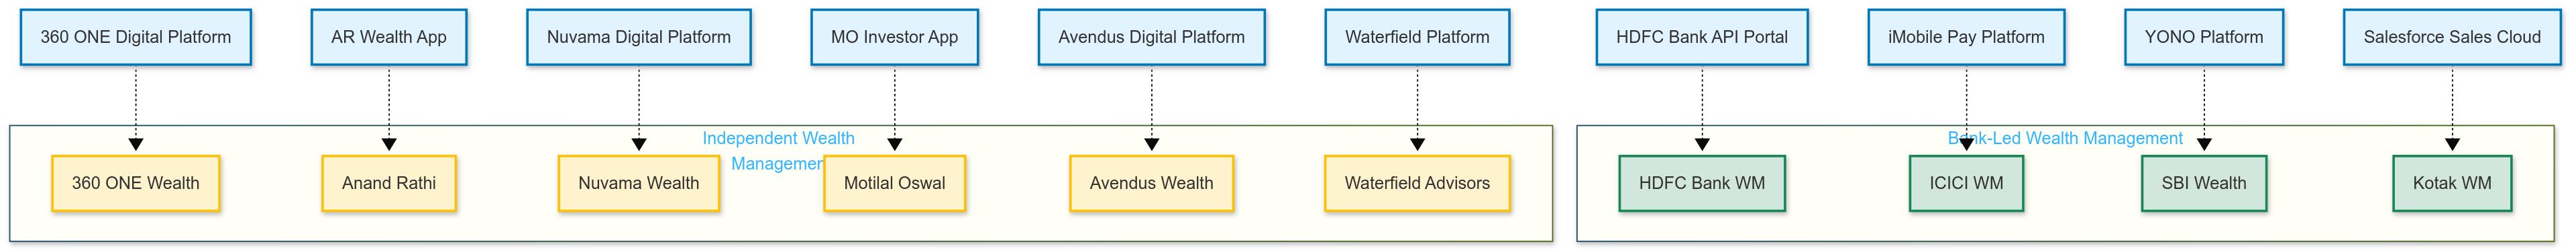 360 ONE Digital Platform
AR Wealth App
Nuvama Digital Platform
MO Investor App
Avendus Digital Platform
Waterfield Platform
HDFC Bank API Portal
iMobile Pay Platform
YONO Platform
Salesforce Sales Cloud
Independent Wealth
Managemen
Bank-Led Wealth Management
360 ONE Wealth
Anand Rathi
Nuvama Wealth
Motilal Oswal
Avendus Wealth
Waterfield Advisors
HDFC Bank WM
ICICI WM
SBI Wealth
Kotak WM